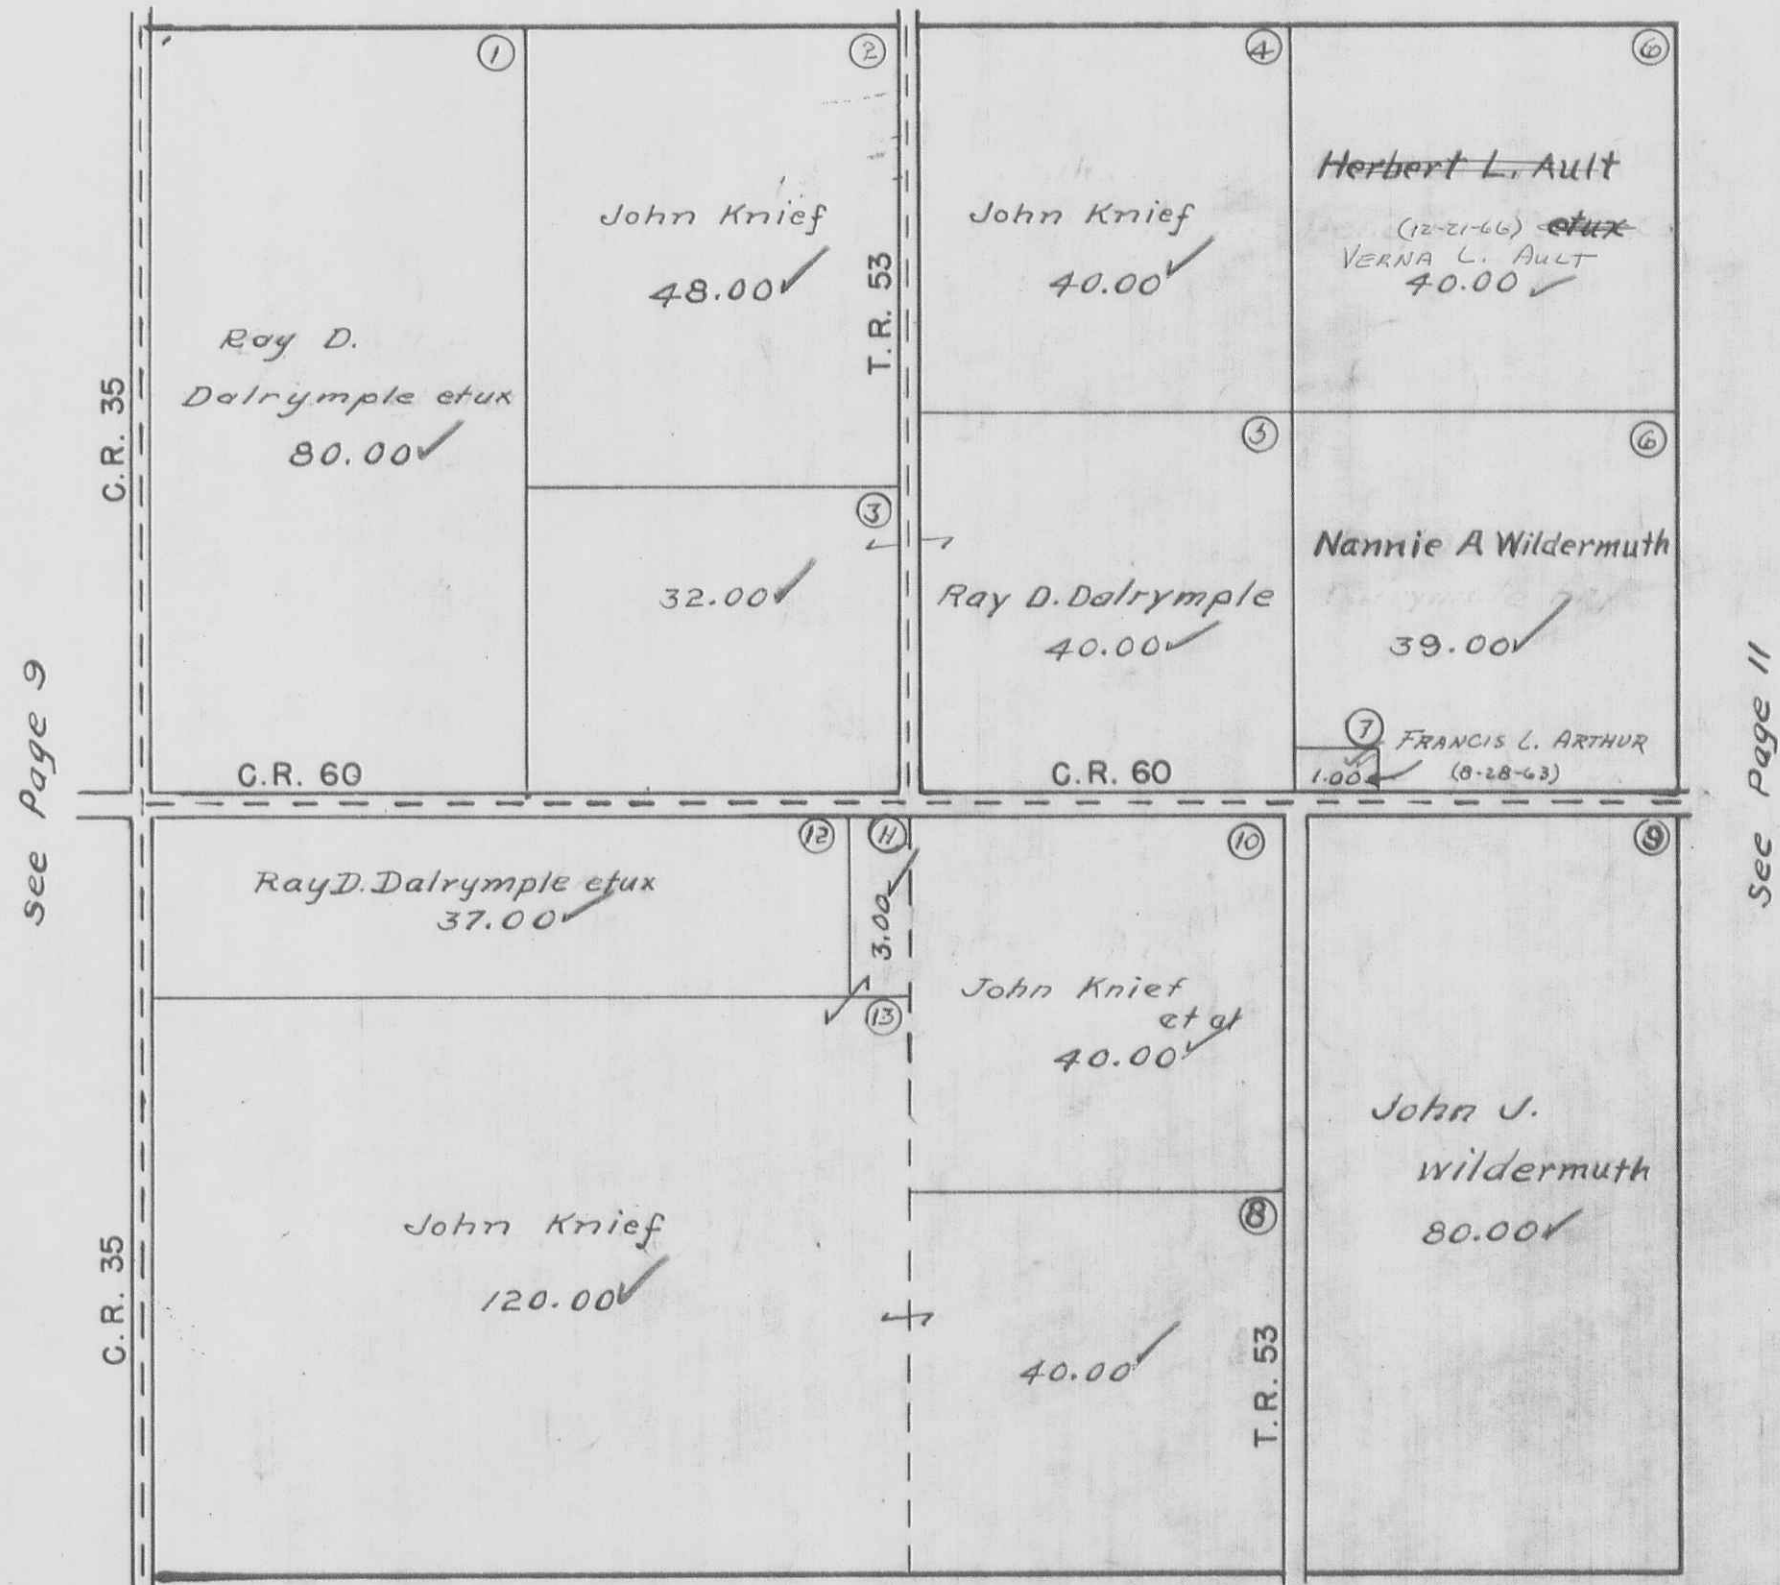 1
2
4
6
Herbert L. Ault
John Knief
John Knief
(12-21-66) etux
VERNA L. AULT
48.00
40.00
40.00
T. R. 53
Ray D.
Dalrymple etux
80.00
C. R. 35
3
5
6
Nannie A Wildermuth
32.00
Ray D. Dalrymple
40.00
39.00
7
FRANCIS L. ARTHUR
1.00
(8-28-63)
C.R. 60
C.R. 60
See Page 9
See Page 11
12
11
10
9
Ray D. Dalrymple etux
37.00
3.00
John Knief
et al
40.00
13
John J.
Wildermuth
80.00
8
John Knief
120.00
40.00
C. R. 35
T. R. 53